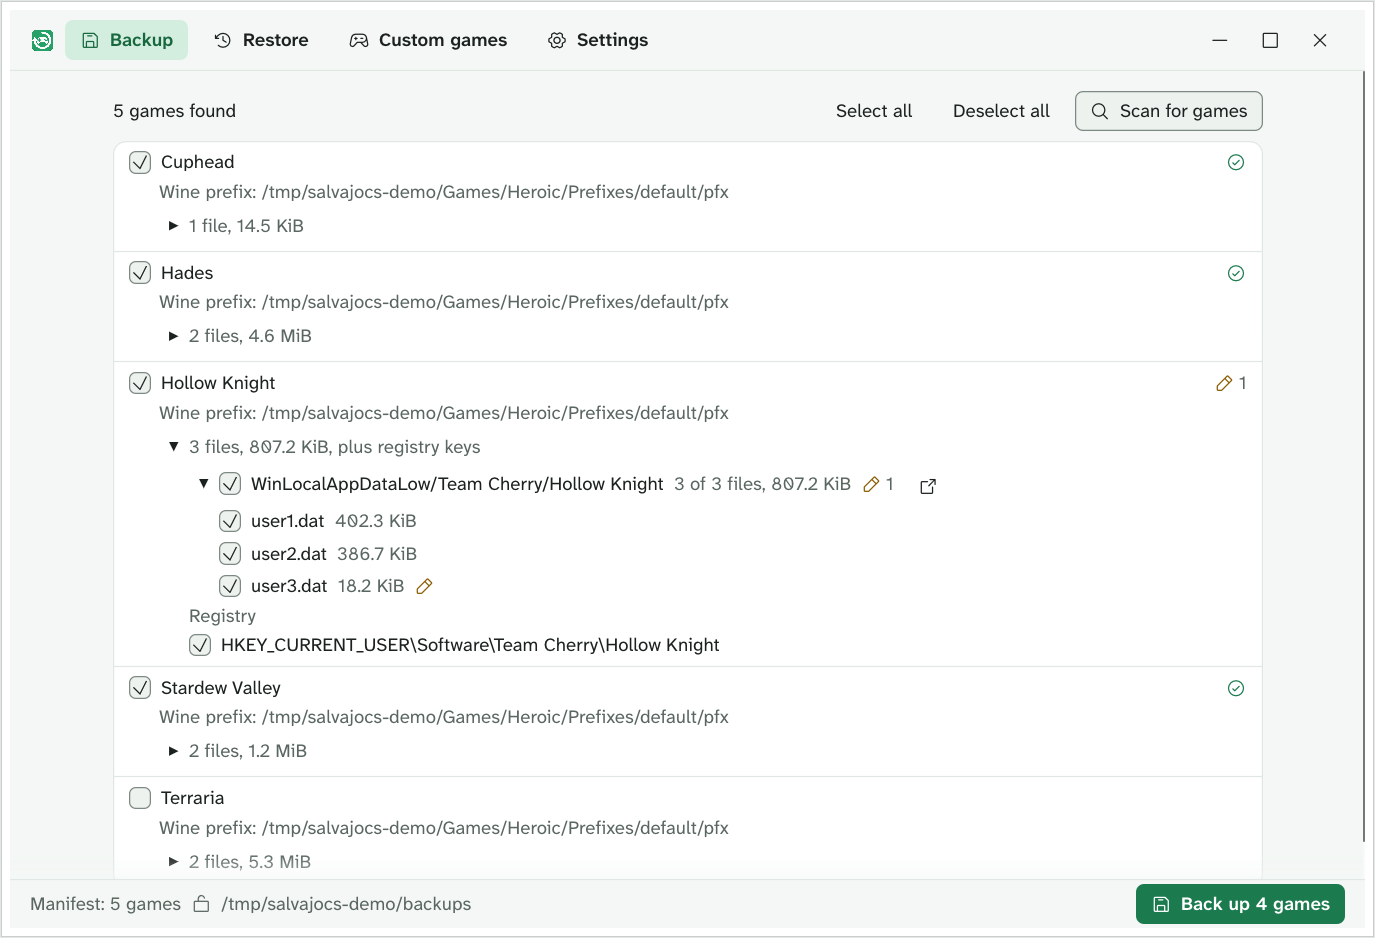 Backup Restore Custom games Settings
5 games found Select all Deselect all Scan for games
Cuphead
Wine prefix: /tmp/salvajocs-demo/Games/Heroic/Prefixes/default/pfx
1 file, 14.5 KiB
Hades
Wine prefix: /tmp/salvajocs-demo/Games/Heroic/Prefixes/default/pfx
2 files, 4.6 MiB
Hollow Knight 1
Wine prefix: /tmp/salvajocs-demo/Games/Heroic/Prefixes/default/pfx
3 files, 807.2 KiB, plus registry keys
WinLocalAppDataLow/Team Cherry/Hollow Knight 3 of 3 files, 807.2 KiB 1
user1.dat 402.3 KiB
user2.dat 386.7 KiB
user3.dat 18.2 KiB
Registry
HKEY_CURRENT_USER\Software\Team Cherry\Hollow Knight
Stardew Valley
Wine prefix: /tmp/salvajocs-demo/Games/Heroic/Prefixes/default/pfx
2 files, 1.2 MiB
Terraria
Wine prefix: /tmp/salvajocs-demo/Games/Heroic/Prefixes/default/pfx
2 files, 5.3 MiB
Manifest: 5 games /tmp/salvajocs-demo/backups Back up 4 games